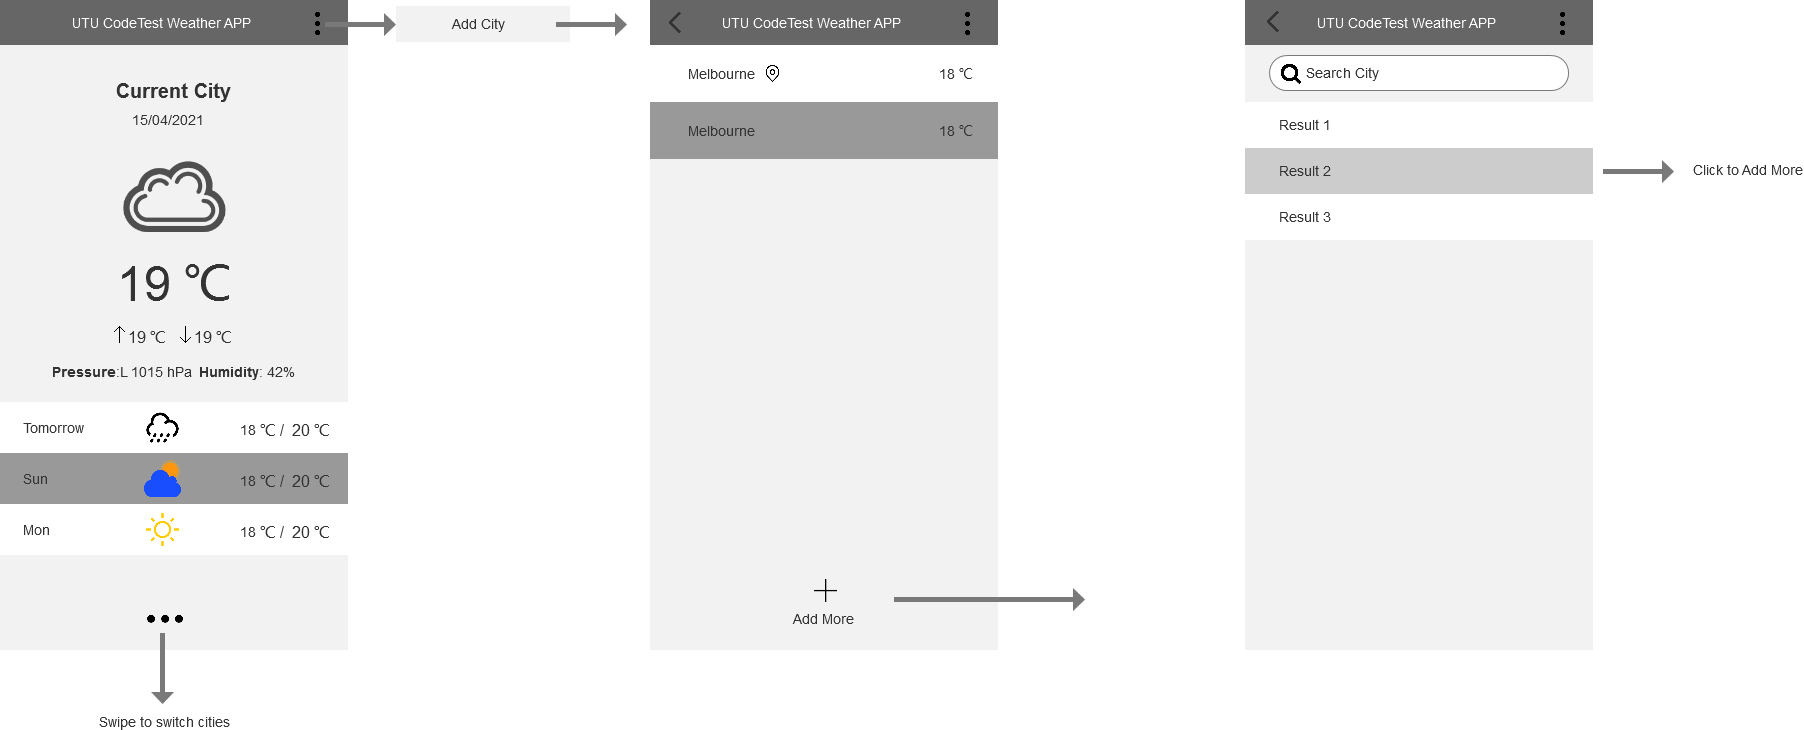 UTU CodeTest Weather APP
Current City
15/04/2021
19 ℃
19 ℃ 19 ℃
Pressure:L 1015 hPa Humidity: 42%
Tomorrow 18 ℃ / 20 ℃
Sun 18 ℃ / 20 ℃
Mon 18 ℃ / 20 ℃
Swipe to switch cities
Add City
UTU CodeTest Weather APP
Melbourne 18 ℃
Melbourne 18 ℃
Add More
UTU CodeTest Weather APP
Search City
Result 1
Result 2
Result 3
Click to Add More